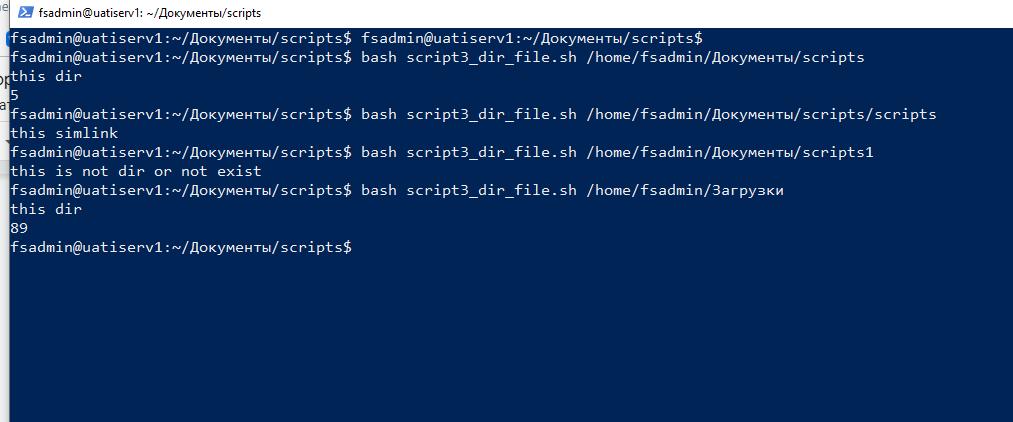 fsadmin@uatiserv1: ~/Документы/scripts
fsadmin@uatiserv1:~/Документы/scripts$ fsadmin@uatiserv1:~/Документы/scripts$
fsadmin@uatiserv1:~/Документы/scripts$ bash script3_dir_file.sh /home/fsadmin/Документы/scripts
this dir
5
fsadmin@uatiserv1:~/Документы/scripts$ bash script3_dir_file.sh /home/fsadmin/Документы/scripts/scripts
this simlink
fsadmin@uatiserv1:~/Документы/scripts$ bash script3_dir_file.sh /home/fsadmin/Документы/scripts1
this is not dir or not exist
fsadmin@uatiserv1:~/Документы/scripts$ bash script3_dir_file.sh /home/fsadmin/Загрузки
this dir
89
fsadmin@uatiserv1:~/Документы/scripts$